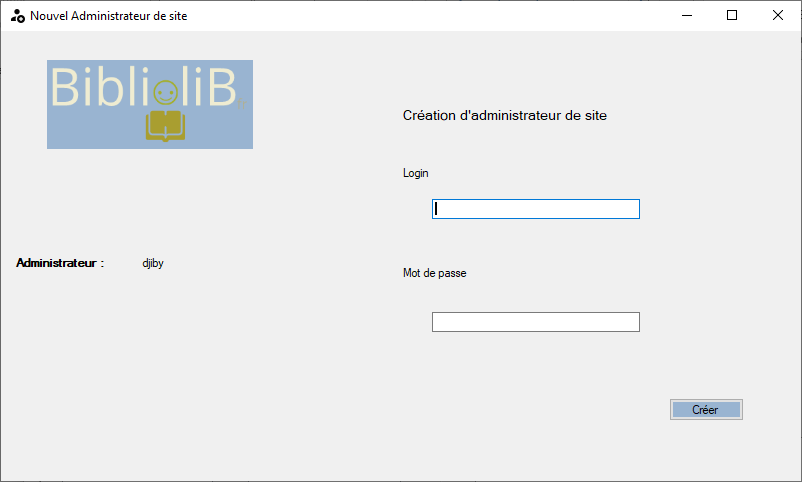 Nouvel Administrateur de site
BiblioliB
Création d'administrateur de site
Login
Administrateur :
djiby
Mot de passe
Créer